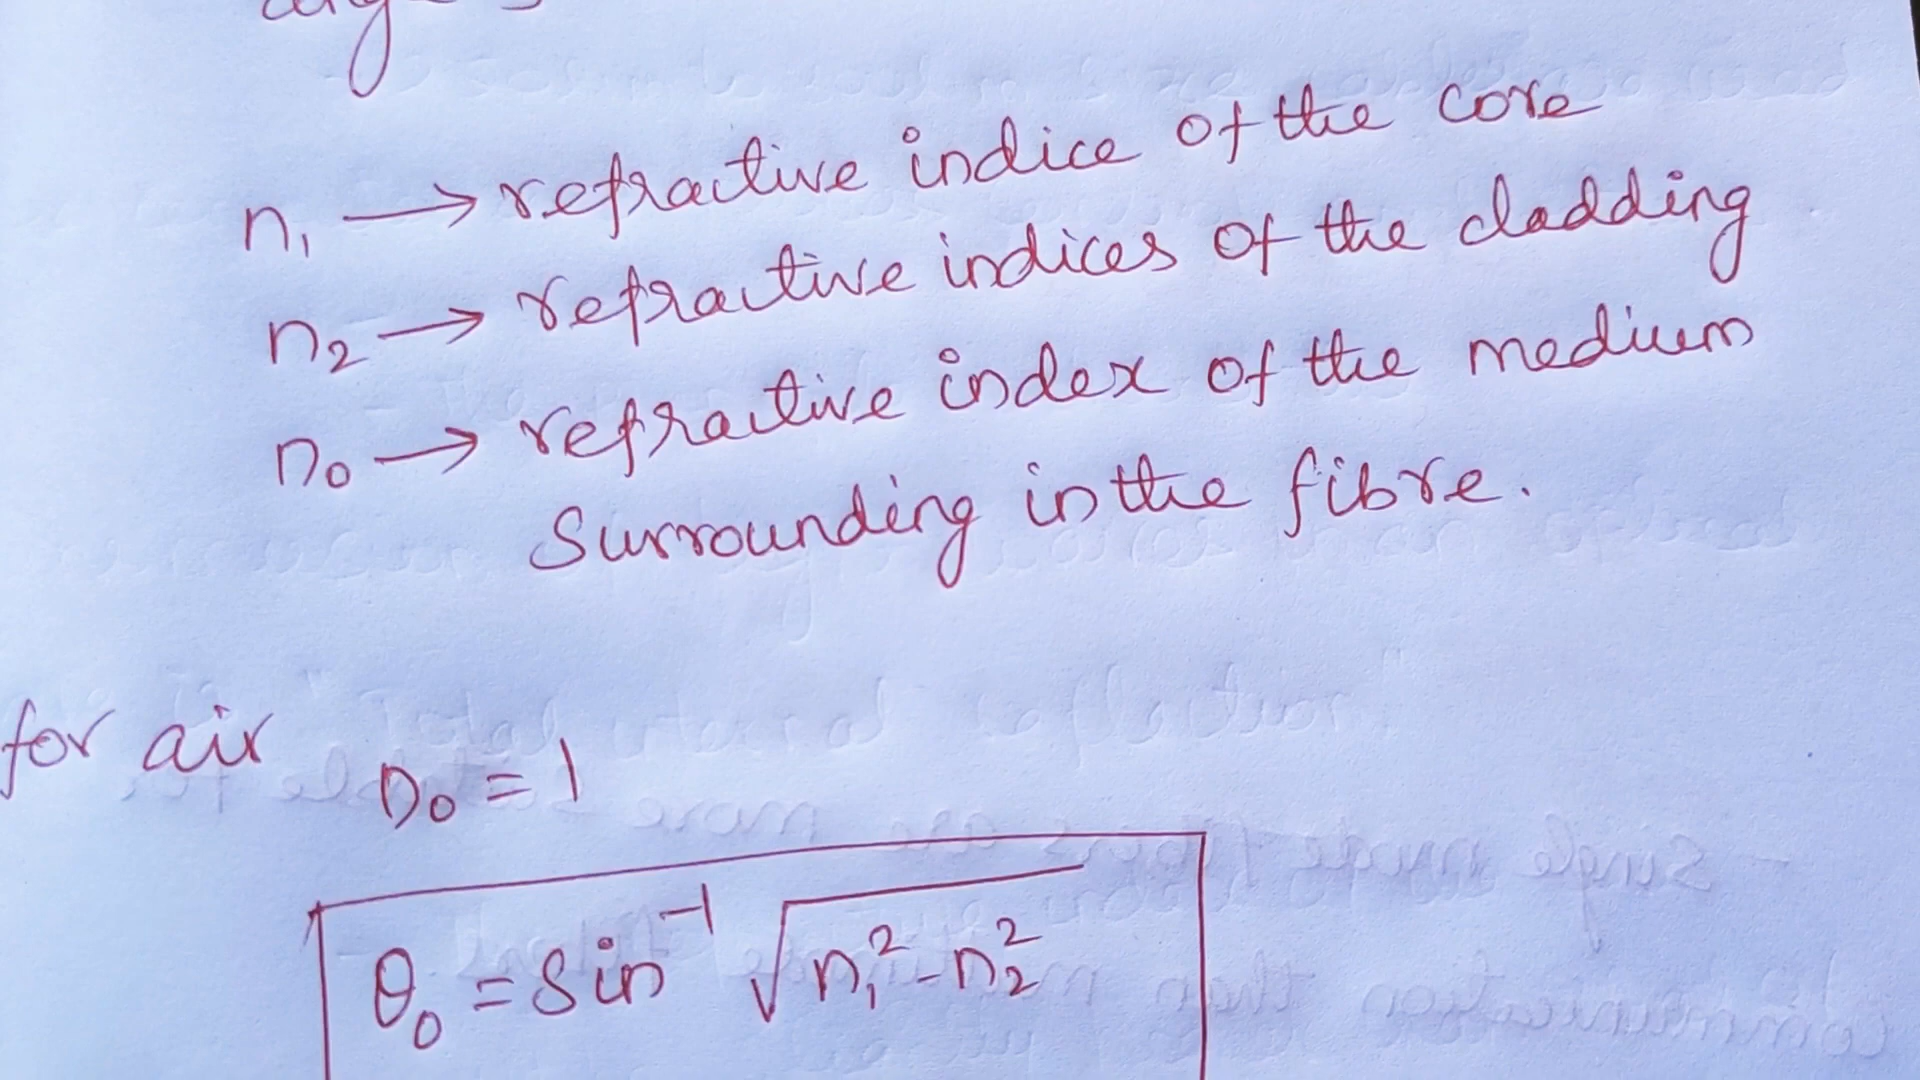 n₁ → refractive indice of the core
n₂ → refractive indices of the cladding
n₀ → refractive index of the medium
Surrounding in the fibre.
for air n₀ = 1
θ₀ = sin⁻¹ √n₁² - n₂²